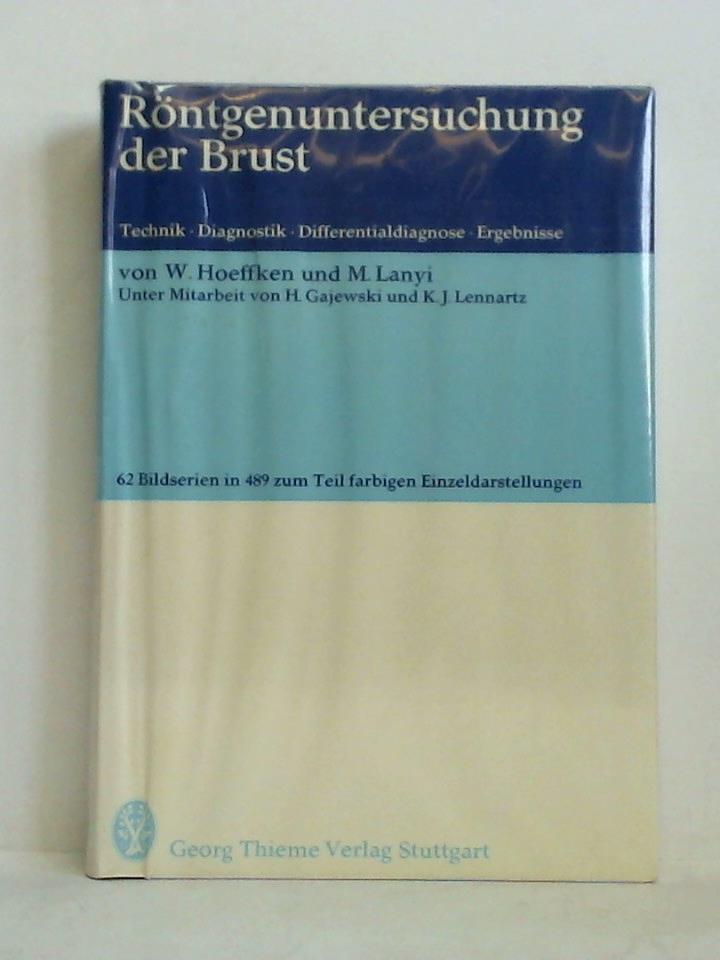 Röntgenuntersuchung
der Brust
Technik · Diagnostik · Differentialdiagnose · Ergebnisse
von W. Hoeffken und M. Lanyi
Unter Mitarbeit von H. Gajewski und K. J. Lennartz
62 Bildserien in 489 zum Teil farbigen Einzeldarstellungen
Georg Thieme Verlag Stuttgart